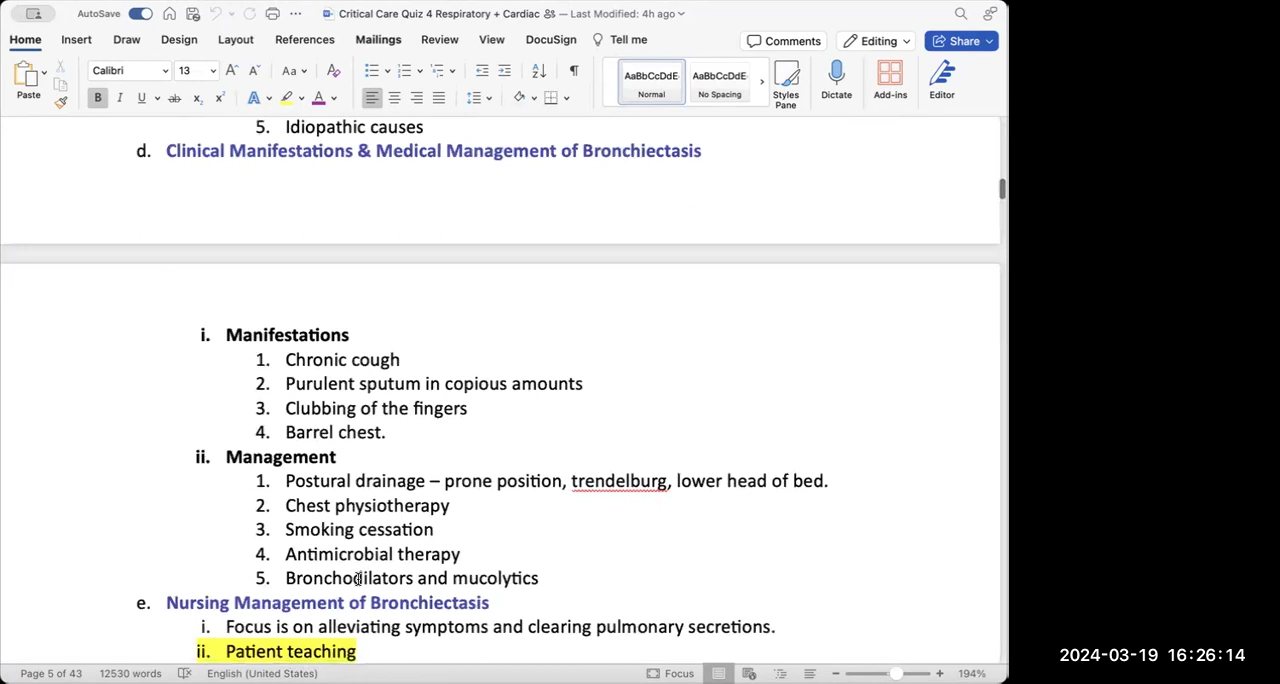 AutoSave
Critical Care Quiz 4 Respiratory + Cardiac — Last Modified: 4h ago
Home Insert Draw Design Layout References Mailings Review View DocuSign Tell me
Comments Editing Share
Paste
Calibri 13
Aa
AaBbCcDdE AaBbCcDdE
Normal No Spacing
Styles Pane
Dictate
Add-ins
Editor
5. Idiopathic causes
d. Clinical Manifestations & Medical Management of Bronchiectasis
i. Manifestations
1. Chronic cough
2. Purulent sputum in copious amounts
3. Clubbing of the fingers
4. Barrel chest.
ii. Management
1. Postural drainage – prone position, trendelburg, lower head of bed.
2. Chest physiotherapy
3. Smoking cessation
4. Antimicrobial therapy
5. Bronchodilators and mucolytics
e. Nursing Management of Bronchiectasis
i. Focus is on alleviating symptoms and clearing pulmonary secretions.
ii. Patient teaching
Page 5 of 43 12530 words English (United States) Focus 194%
2024-03-19 16:26:14